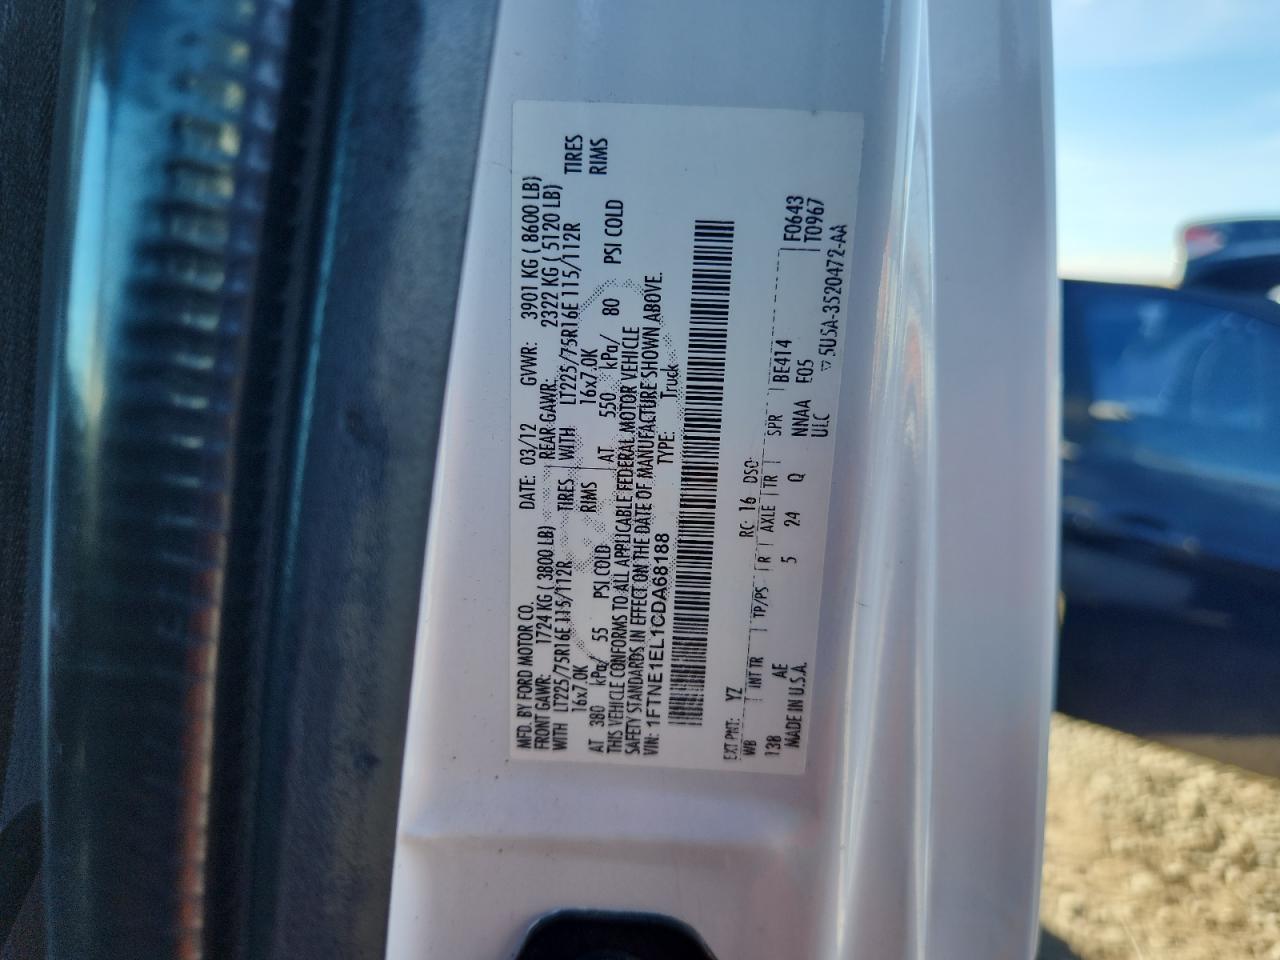 MFD. BY FORD MOTOR CO. DATE: 03/12 GVWR: 3901 KG ( 8600 LB)
FRONT GAWR: 1724 KG ( 3800 LB) REAR GAWR: 2322 KG ( 5120 LB)
WITH LT225/75R16E 115/112R TIRES WITH LT225/75R16E 115/112R TIRES
16x7.0K RIMS 16x7.0K RIMS
AT 380 kPa/ 55 PSI COLD AT 550 kPa/ 80 PSI COLD
THIS VEHICLE CONFORMS TO ALL APPLICABLE FEDERAL MOTOR VEHICLE
SAFETY STANDARDS IN EFFECT ON THE DATE OF MANUFACTURE SHOWN ABOVE.
VIN: 1FTNE1EL1CDA68188 TYPE: Truck
EXT PNT: YZ RC: 16 DSO:
WB INT TR TP/PS R AXLE TR SPR BE414 F0643
138 AE 5 24 Q NNAA F05 T0967
MADE IN U.S.A. ULC ▽5U5A-3520472-AA